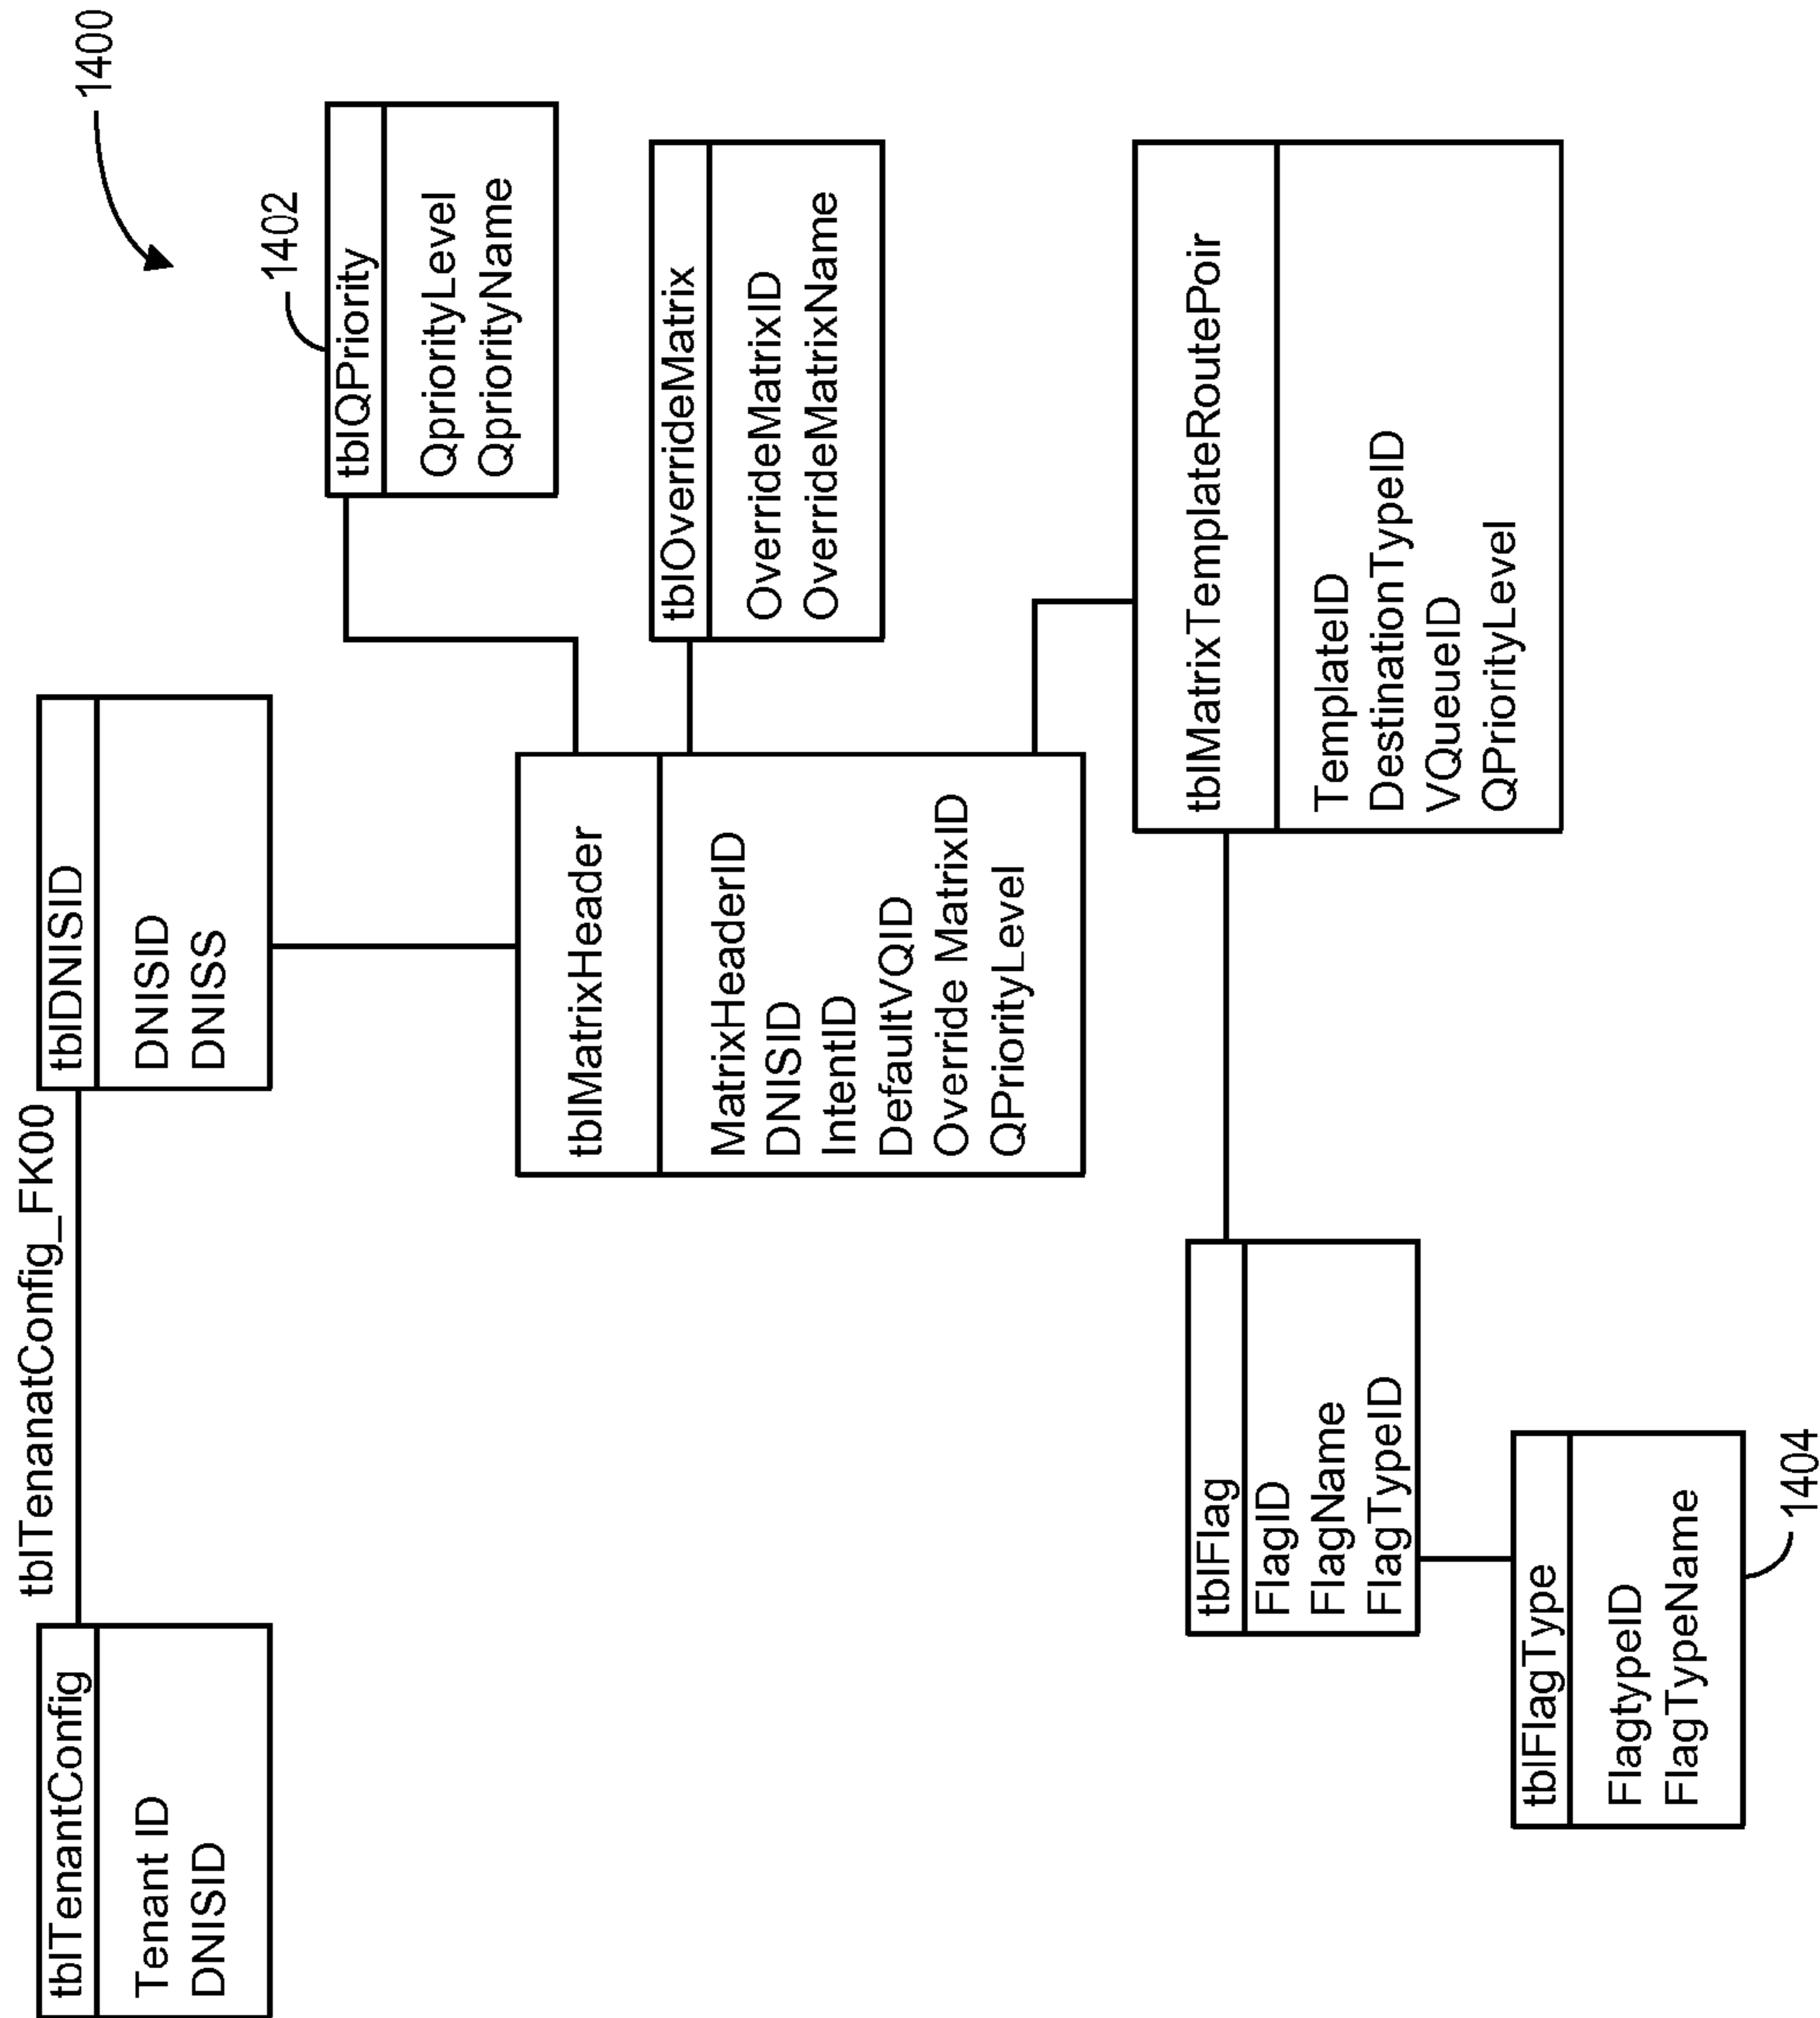 1400
tblTenanatConfig_FK00
tblTenantConfig
Tenant ID
DNISID
tblDNISID
DNISID
DNISS
1402
tblQPriority
QpriorityLevel
QpriorityName
tblMatrixHeader
MatrixHeaderID
DNSID
IntentID
DefaultVQID
Override MatrixID
QPriorityLevel
tblOverrideMatrix
OverrideMatrixID
OverrideMatrixName
tblFlag
FlagID
FlagName
FlagTypeID
tblMatrixTemplateRoutePoir
TemplateID
DestinationTypeID
VQueueID
QPriorityLevel
tblFlagType
FlagtypeID
FlagTypeName
1404